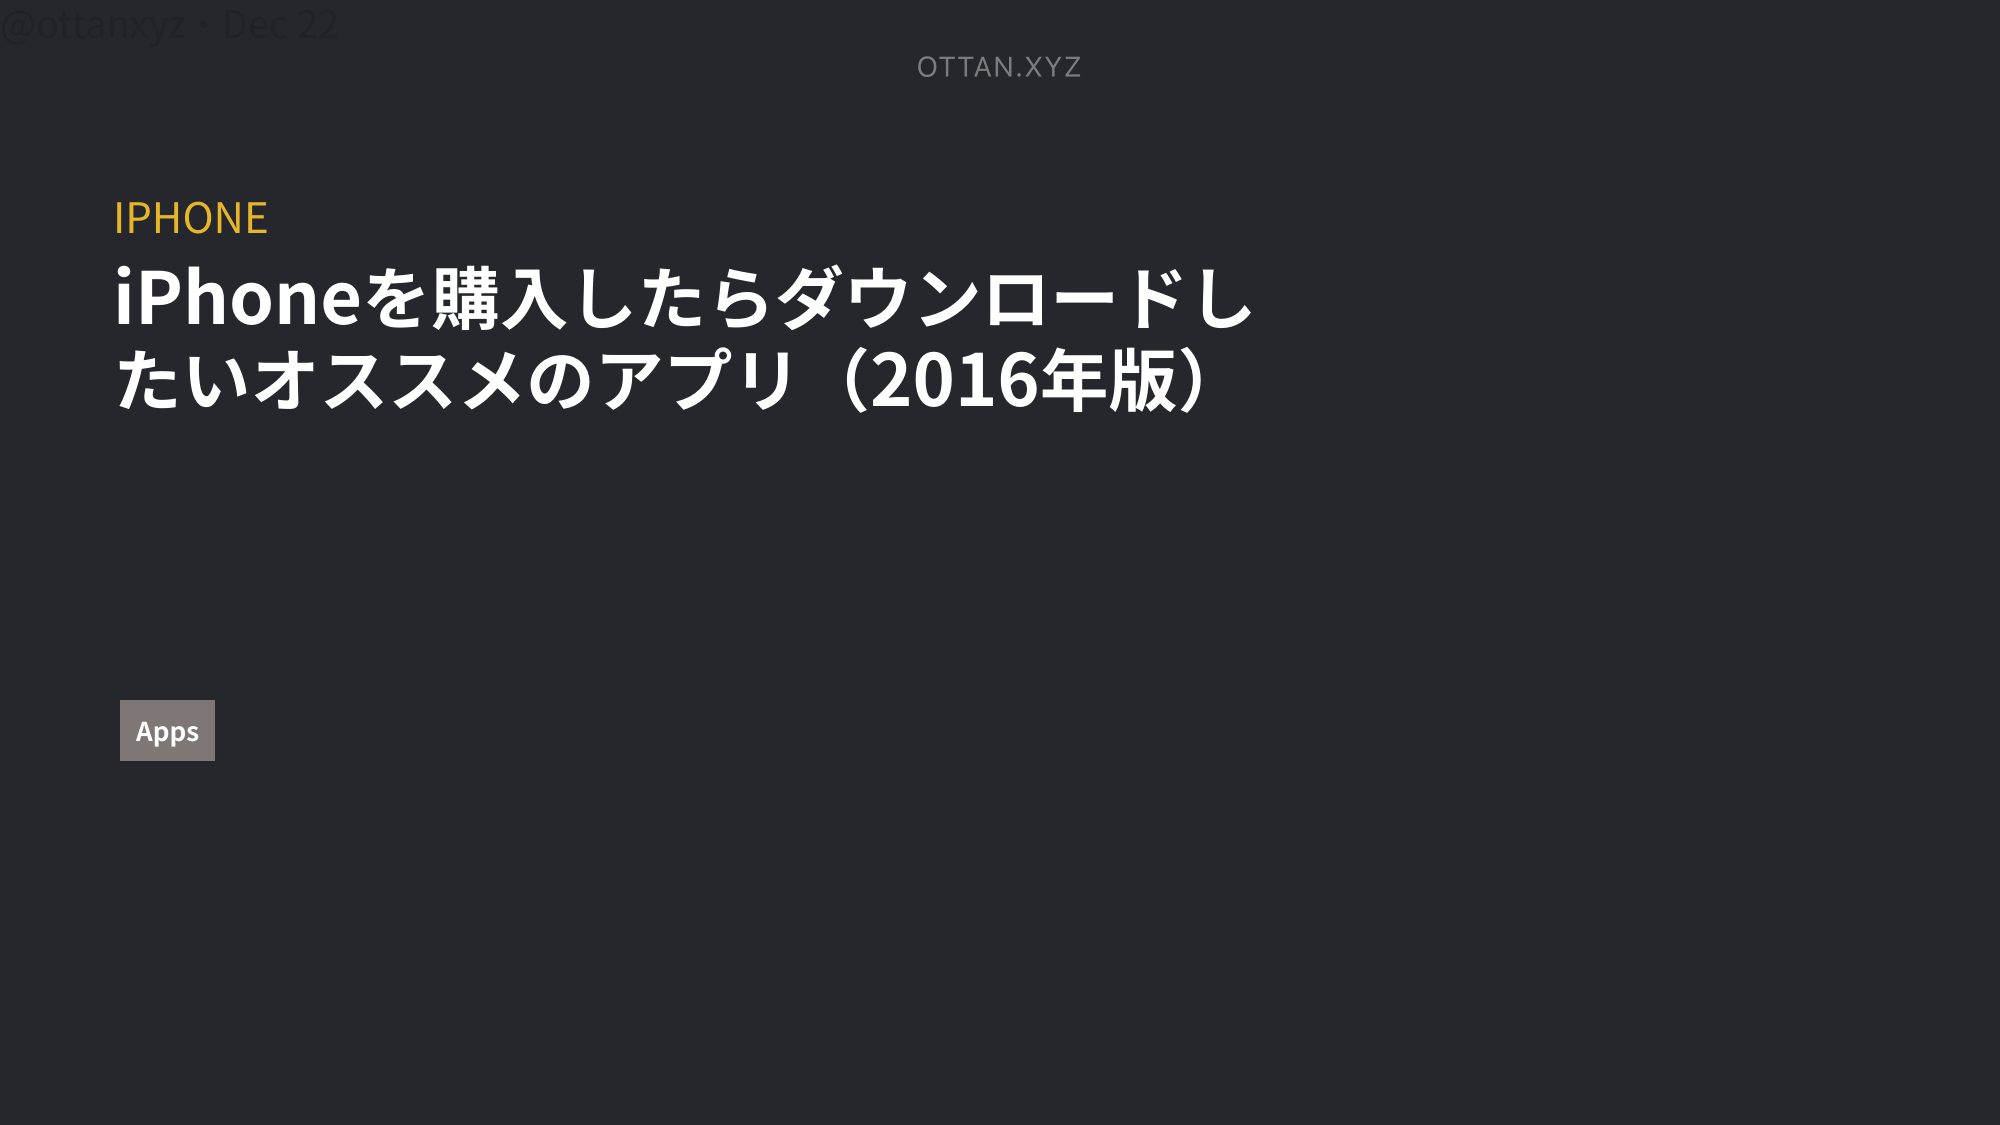 @ottanxyz・Dec 22
OTTAN.XYZ
IPHONE
iPhoneを購入したらダウンロードし
たいオススメのアプリ（2016年版）
Apps